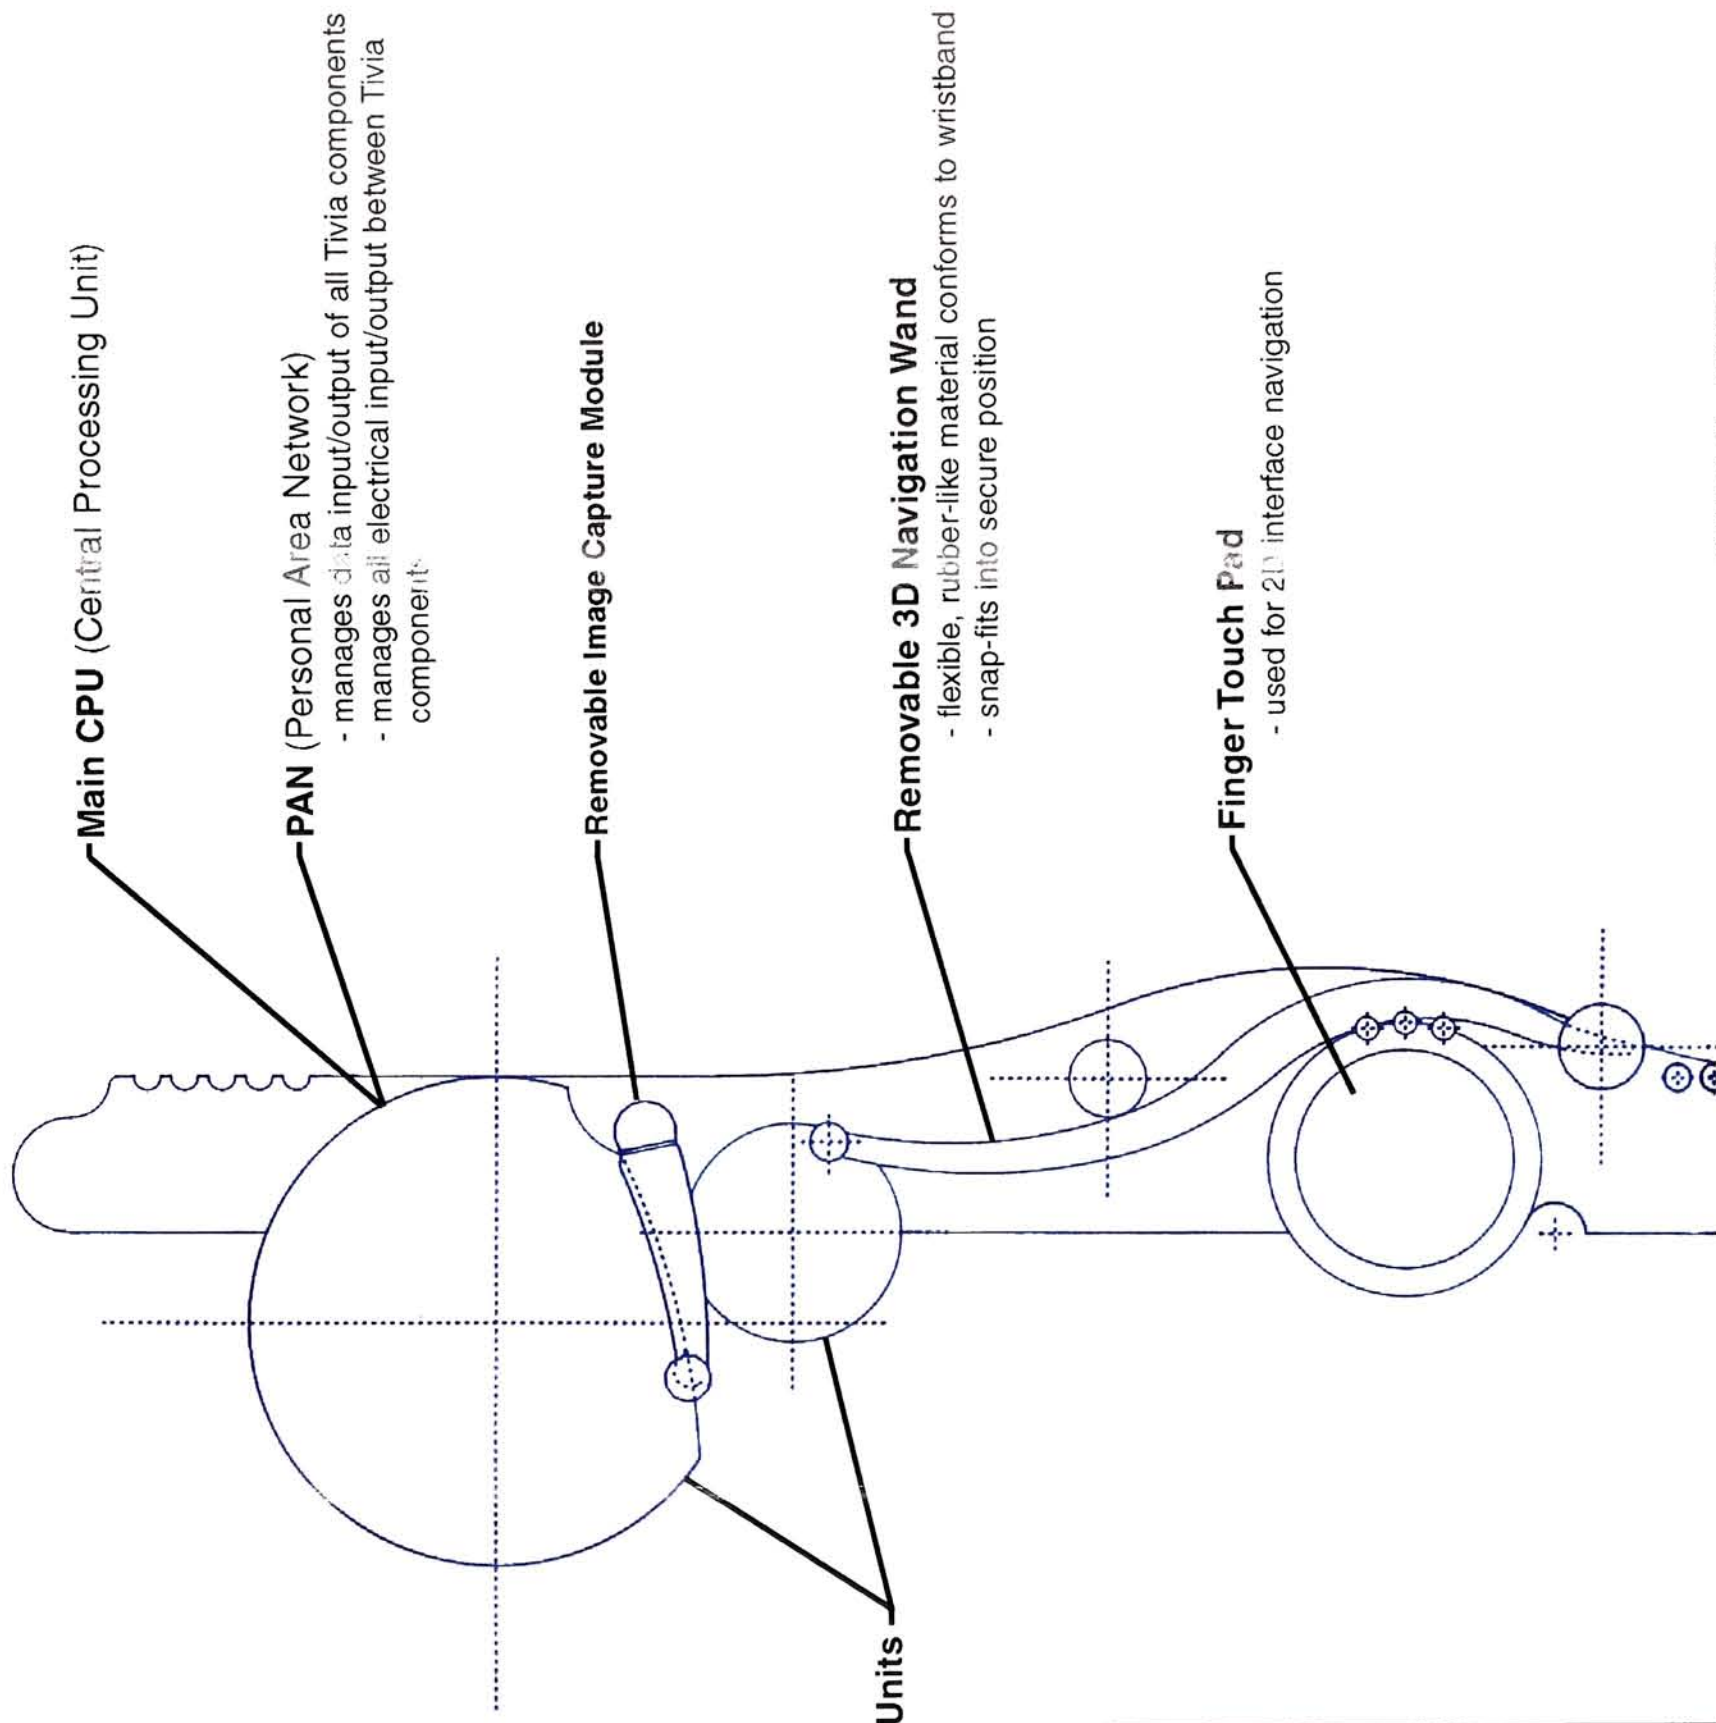 Main CPU (Central Processing Unit)
PAN (Personal Area Network)
- manages data input/output of all Tivia components
- manages all electrical input/output between Tivia
components
Removable Image Capture Module
Removable 3D Navigation Wand
- flexible, rubber-like material conforms to wristband
- snap-fits into secure position
Finger Touch Pad
- used for 2D interface navigation
Units